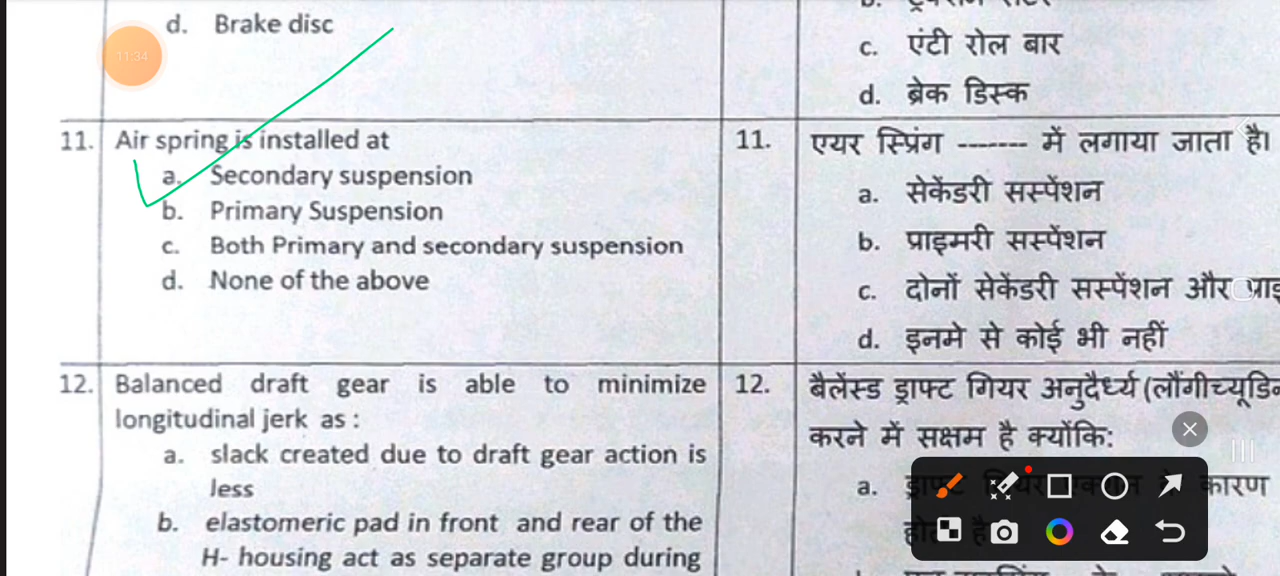 d. Brake disc
11:34
c. एंटी रोल बार
d. ब्रेक डिस्क
11. Air spring is installed at
a. Secondary suspension
b. Primary Suspension
c. Both Primary and secondary suspension
d. None of the above
11. एयर स्प्रिंग ------- में लगाया जाता है।
a. सेकेंडरी सस्पेंशन
b. प्राइमरी सस्पेंशन
c. दोनों सेकेंडरी सस्पेंशन और
d. इनमे से कोई भी नहीं
12. Balanced draft gear is able to minimize
longitudinal jerk as :
a. slack created due to draft gear action is
less
b. elastomeric pad in front and rear of the
H- housing act as separate group during
12. बैलेंस्ड ड्राफ्ट गियर अनुदैर्ध्य
करने में सक्षम है क्योंकि:
a. ड्राफ्ट कारण